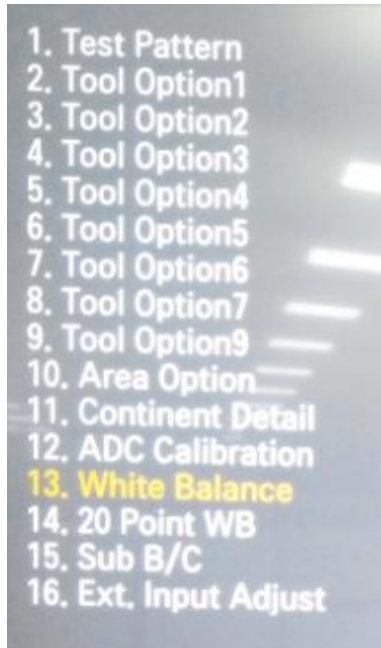 1. Test Pattern
2. Tool Option1
3. Tool Option2
4. Tool Option3
5. Tool Option4
6. Tool Option5
7. Tool Option6
8. Tool Option7
9. Tool Option9
10. Area Option
11. Continent Detail
12. ADC Calibration
13. White Balance
14. 20 Point WB
15. Sub B/C
16. Ext. Input Adjust